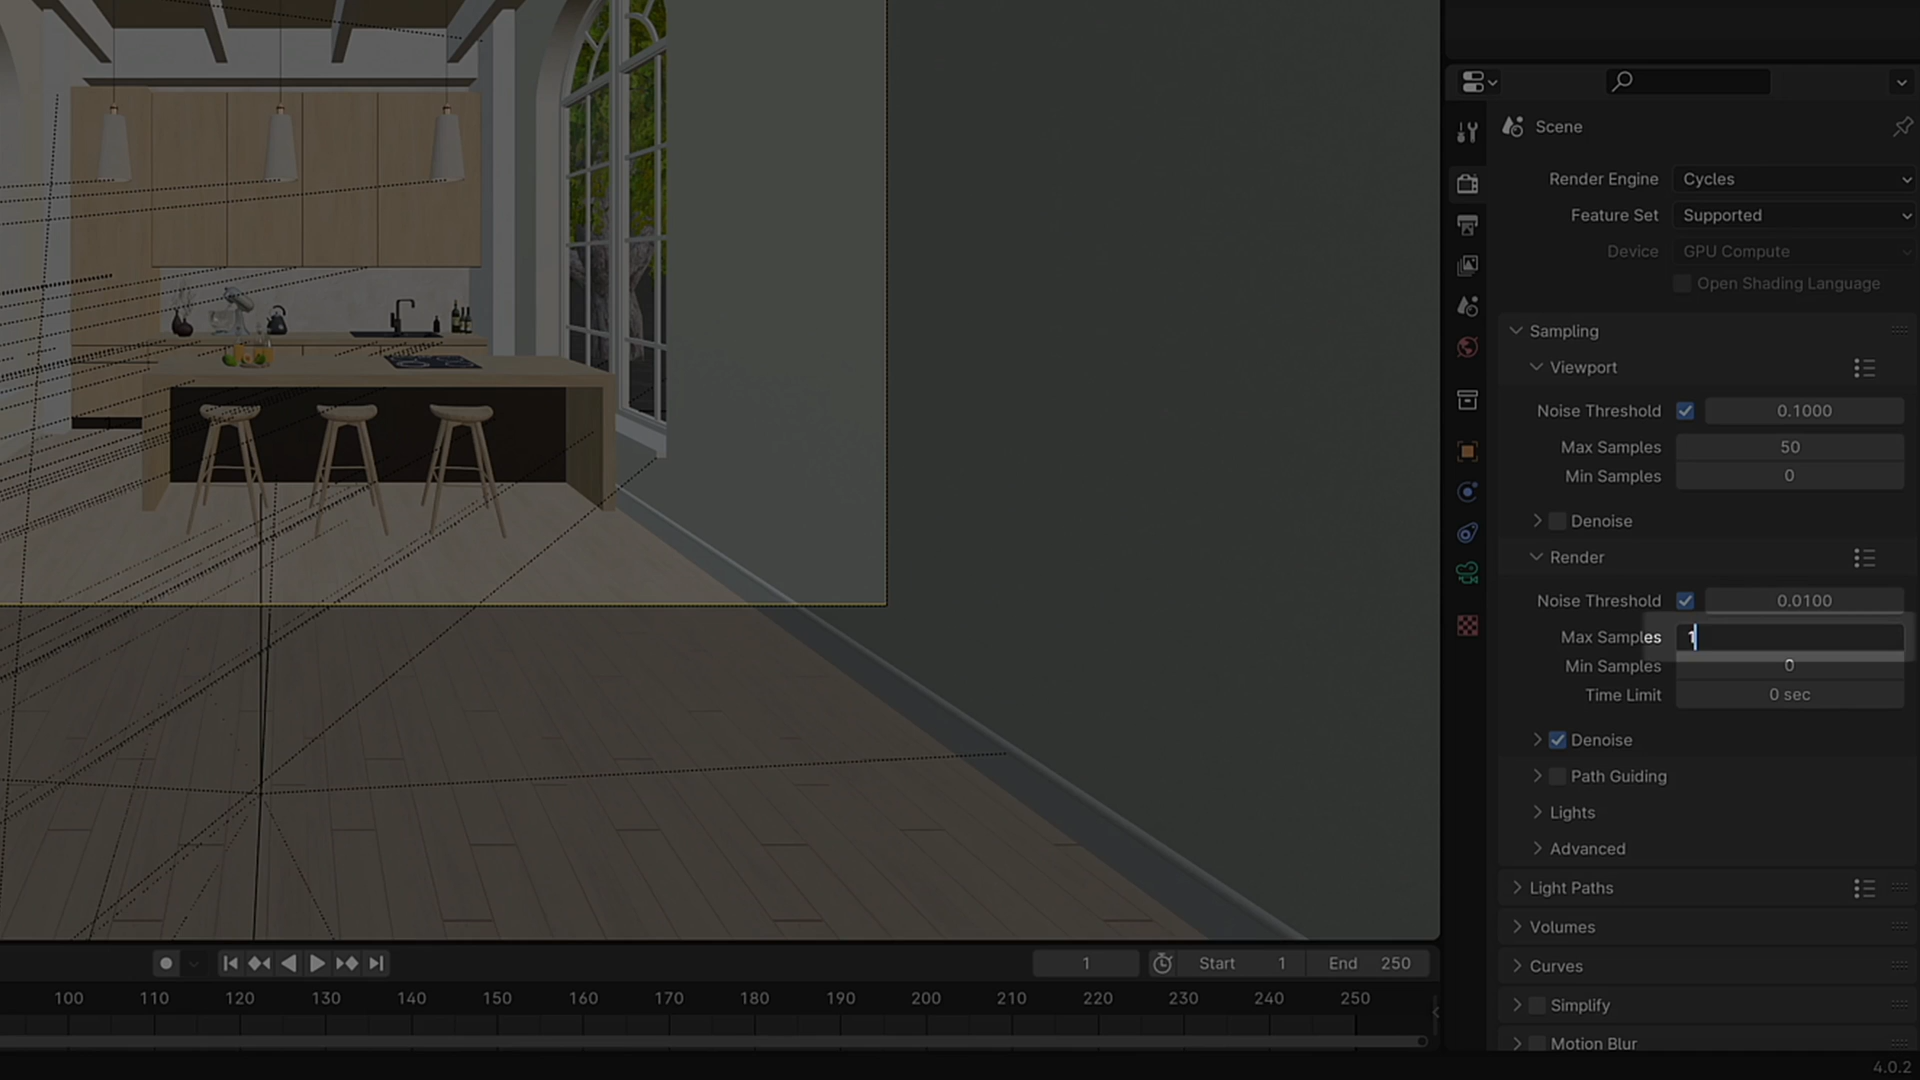 Scene
Render Engine Cycles
Feature Set Supported
Device GPU Compute
Open Shading Language
Sampling
Viewport
Noise Threshold 0.1000
Max Samples 50
Min Samples 0
Denoise
Render
Noise Threshold 0.0100
Max Samples 1
Min Samples 0
Time Limit 0 sec
Denoise
Path Guiding
Lights
Advanced
Light Paths
Volumes
Curves
Simplify
Motion Blur
1 Start 1 End 250
100 110 120 130 140 150 160 170 180 190 200 210 220 230 240 250
4.0.2